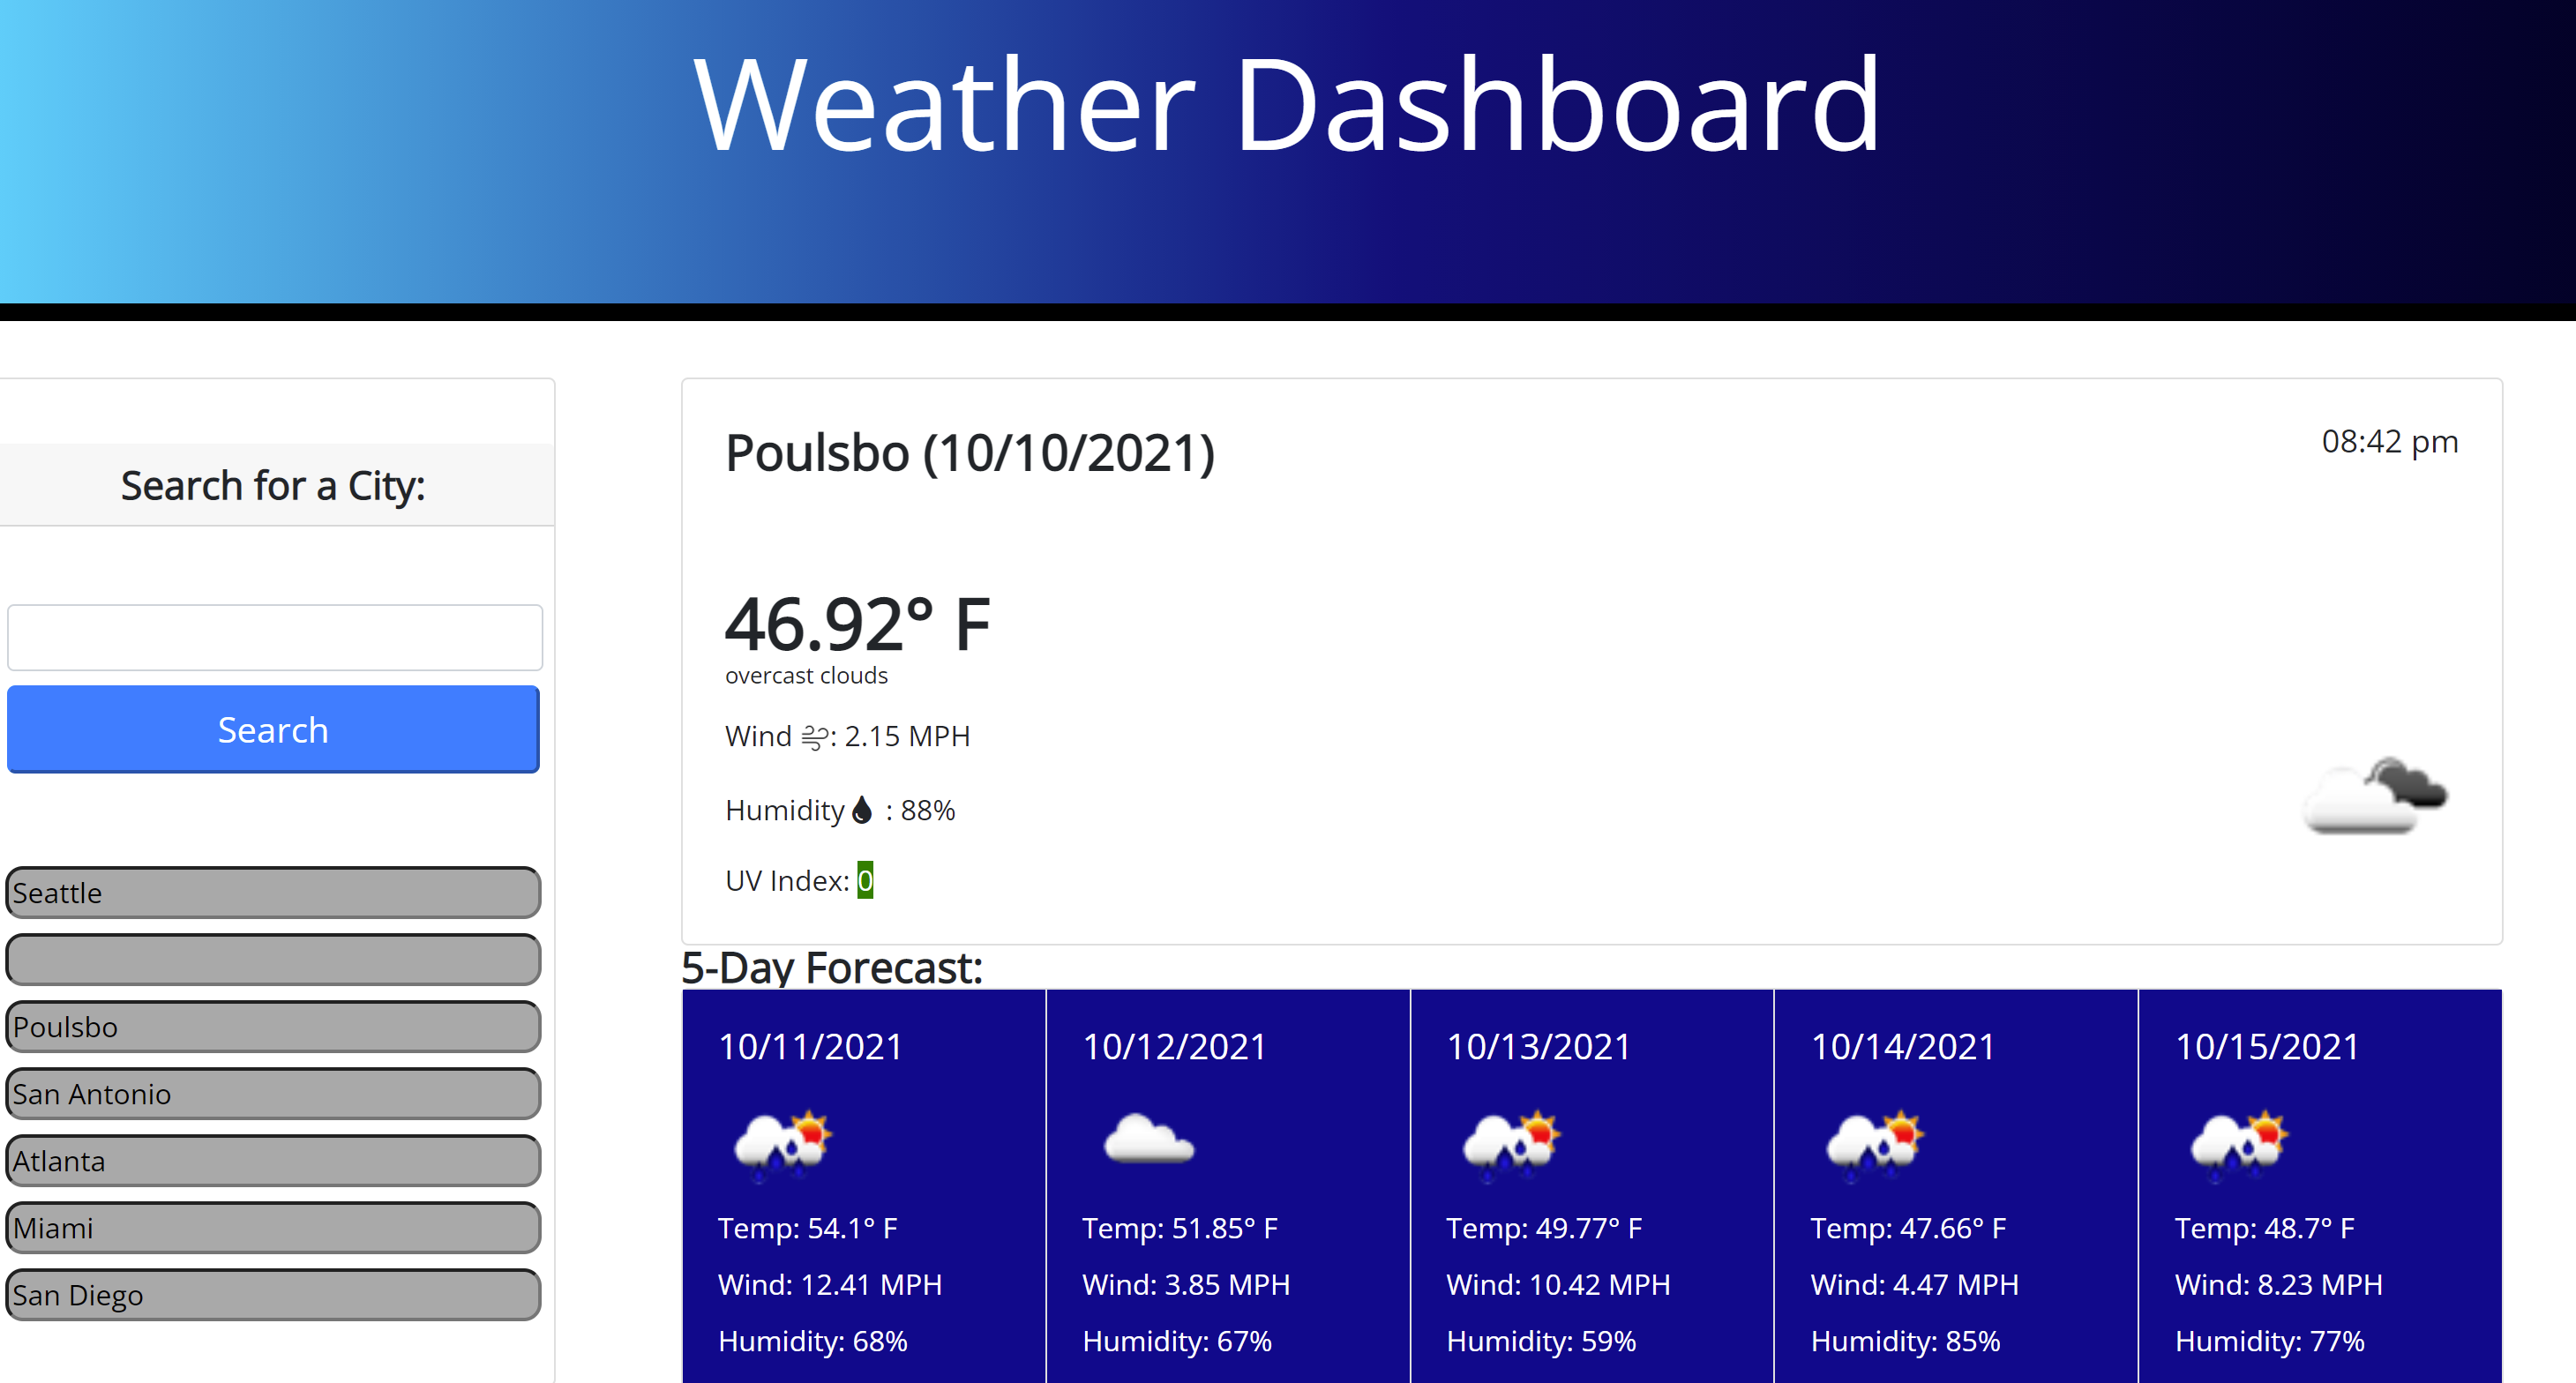 Weather Dashboard
Search for a City:
Search
Seattle
Poulsbo
San Antonio
Atlanta
Miami
San Diego
Poulsbo (10/10/2021)
08:42 pm
46.92° F
overcast clouds
Wind : 2.15 MPH
Humidity : 88%
UV Index: 0
5-Day Forecast:
10/11/2021
Temp: 54.1° F
Wind: 12.41 MPH
Humidity: 68%
10/12/2021
Temp: 51.85° F
Wind: 3.85 MPH
Humidity: 67%
10/13/2021
Temp: 49.77° F
Wind: 10.42 MPH
Humidity: 59%
10/14/2021
Temp: 47.66° F
Wind: 4.47 MPH
Humidity: 85%
10/15/2021
Temp: 48.7° F
Wind: 8.23 MPH
Humidity: 77%